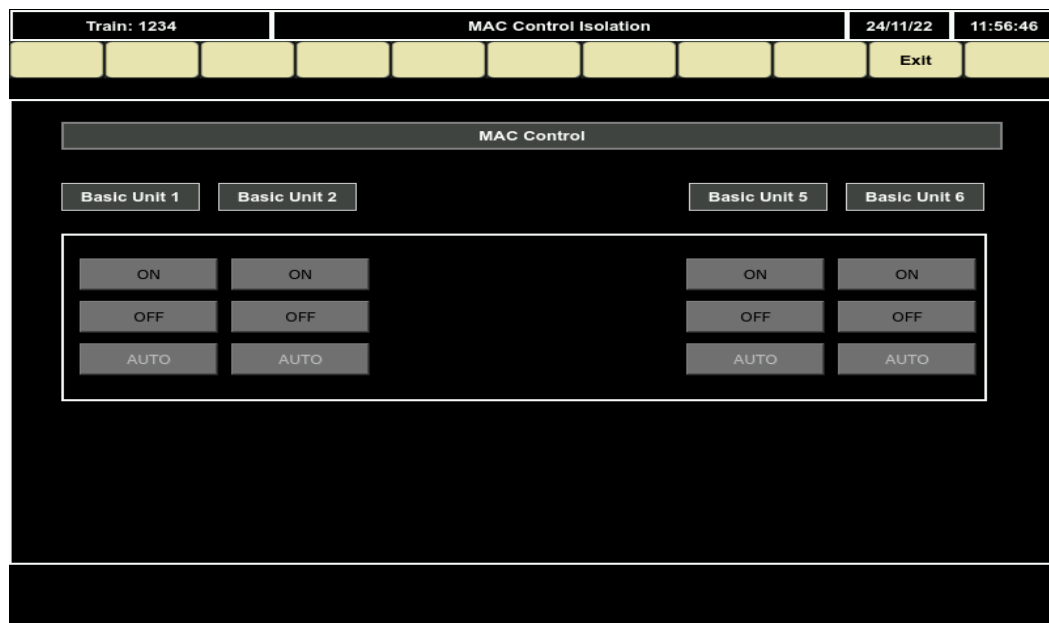 Train: 1234 MAC Control Isolation 24/11/22 11:56:46
Exit
MAC Control
Basic Unit 1 Basic Unit 2 Basic Unit 5 Basic Unit 6
ON ON ON ON
OFF OFF OFF OFF
AUTO AUTO AUTO AUTO